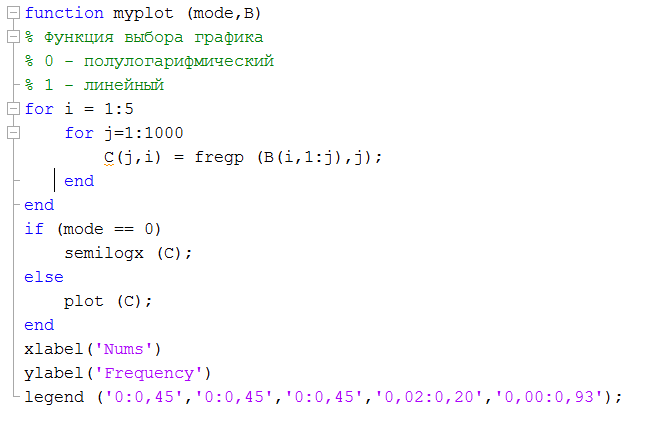 function myplot (mode,B)
% Функция выбора графика
% 0 - полулогарифмический
% 1 - линейный
for i = 1:5
    for j=1:1000
        C(j,i) = fregp (B(i,1:j),j);
    end
end
if (mode == 0)
    semilogx (C);
else
    plot (C);
end
xlabel('Nums')
ylabel('Frequency')
legend ('0:0,45','0:0,45','0:0,45','0,02:0,20','0,00:0,93');